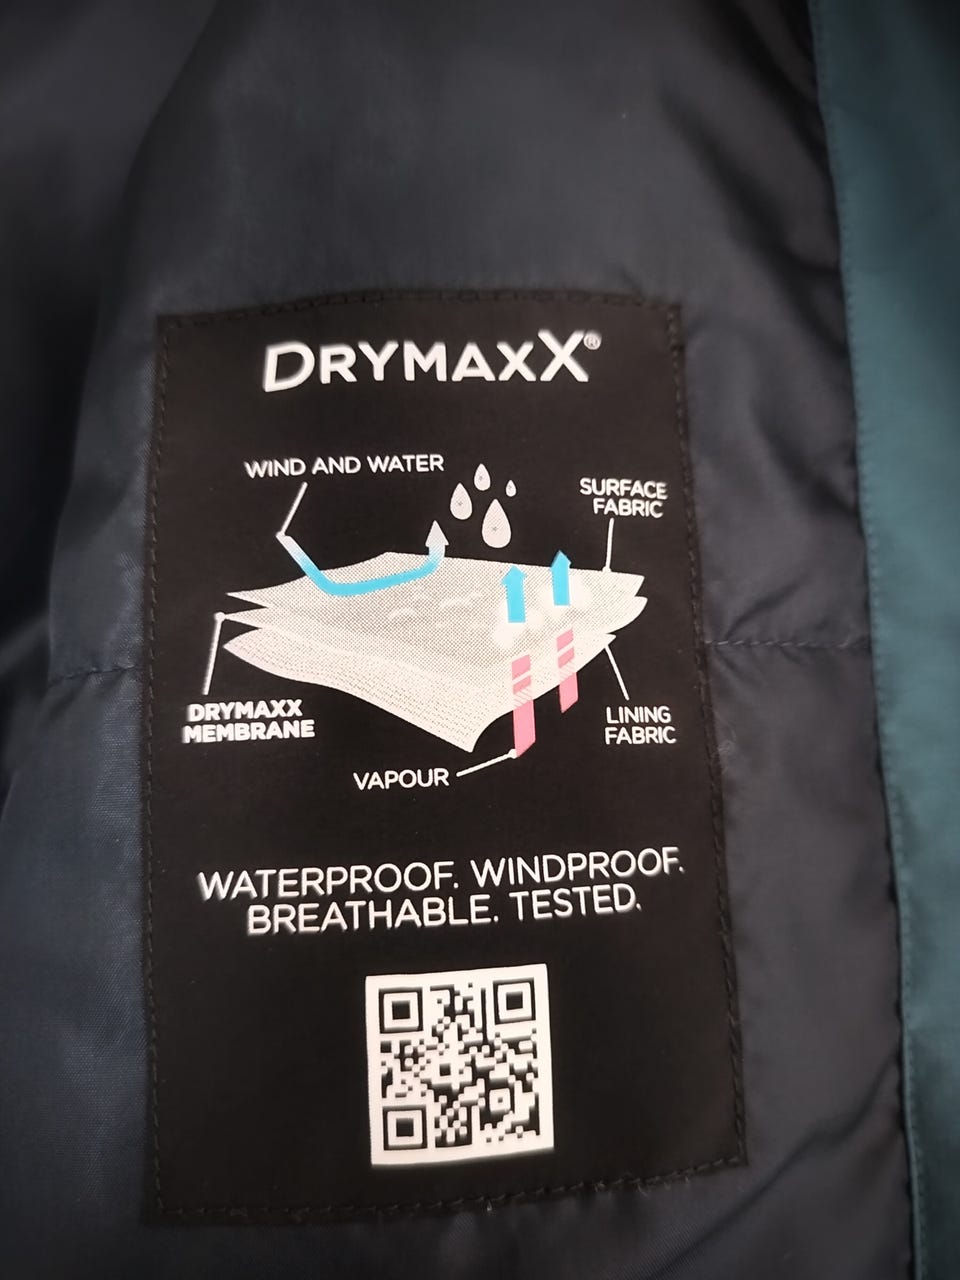 DRYMAXX®
WIND AND WATER
SURFACE
FABRIC
DRYMAXX
MEMBRANE
LINING
FABRIC
VAPOUR
WATERPROOF. WINDPROOF.
BREATHABLE. TESTED.